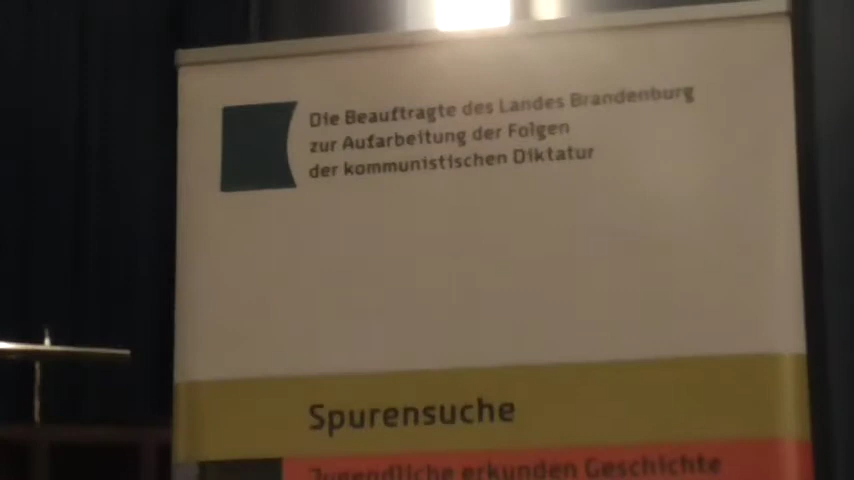 Die Beauftragte des Landes Brandenburg
zur Aufarbeitung der Folgen
der kommunistischen Diktatur
Spurensuche
Jugendliche erkunden Geschichte